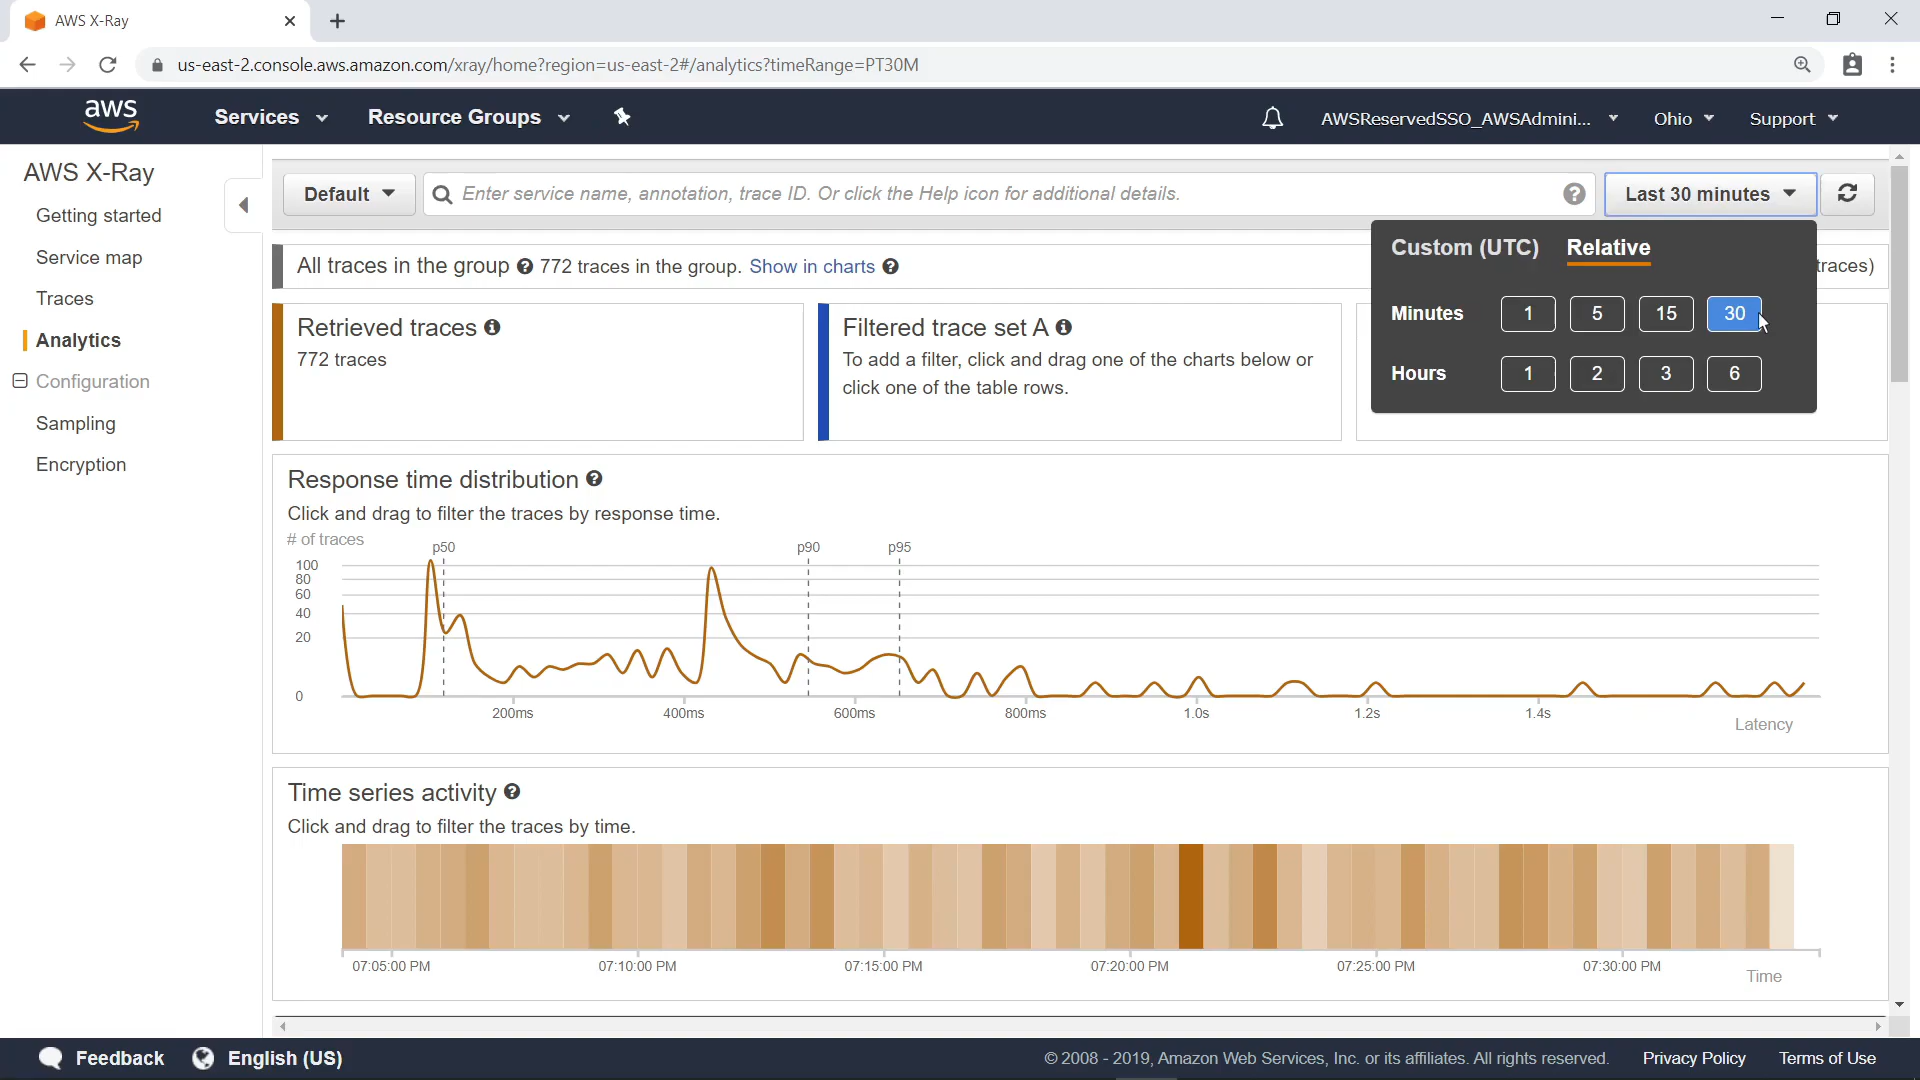 AWS X-Ray
us-east-2.console.aws.amazon.com/xray/home?region=us-east-2#/analytics?timeRange=PT30M
aws
Services
Resource Groups
AWSReservedSSO_AWSAdmini...
Ohio
Support
AWS X-Ray
Getting started
Service map
Traces
Analytics
Configuration
Sampling
Encryption
Default
Enter service name, annotation, trace ID. Or click the Help icon for additional details.
?
Last 30 minutes
Custom (UTC) Relative
Minutes 1 5 15 30
Hours 1 2 3 6
All traces in the group ? 772 traces in the group. Show in charts ?
traces)
Retrieved traces
772 traces
Filtered trace set A
To add a filter, click and drag one of the charts below or
click one of the table rows.
Response time distribution ?
Click and drag to filter the traces by response time.
# of traces
p50 p90 p95
100
80
60
40
20
0
200ms 400ms 600ms 800ms 1.0s 1.2s 1.4s
Latency
Time series activity ?
Click and drag to filter the traces by time.
07:05:00 PM 07:10:00 PM 07:15:00 PM 07:20:00 PM 07:25:00 PM 07:30:00 PM
Time
Feedback
English (US)
© 2008 - 2019, Amazon Web Services, Inc. or its affiliates. All rights reserved.
Privacy Policy
Terms of Use